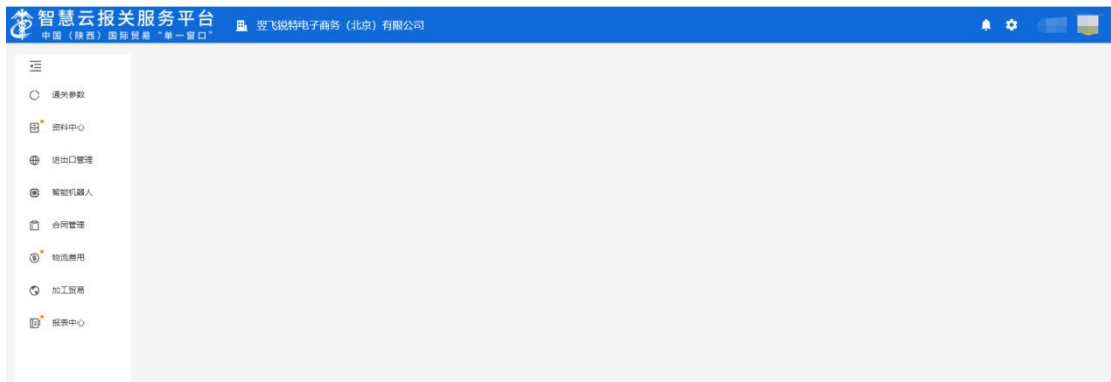 智慧云报关服务平台
中国（陕西）国际贸易“单一窗口”
翌飞锐特电子商务（北京）有限公司
通关参数
资料中心
进出口管理
智能机器人
合同管理
物流费用
加工贸易
报表中心